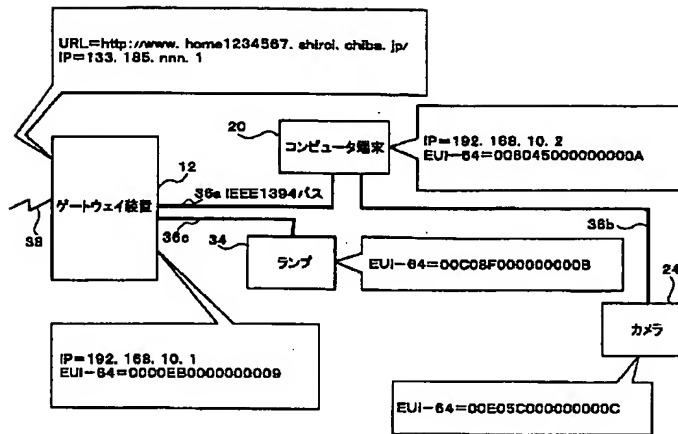 URL=http://www. home1234567. shiroi. chiba. jp/
IP=133. 185. nnn. 1
20
コンピュータ端末
IP=192. 168. 10. 2
EUI-64=008045000000000A
12
36a IEEE1394バス
ゲートウェイ装置
38
36c
34
ランプ
EUI-64=00C08F000000000B
36b
24
カメラ
IP=192. 168. 10. 1
EUI-64=0000EB0000000009
EUI-64=00E05C000000000C